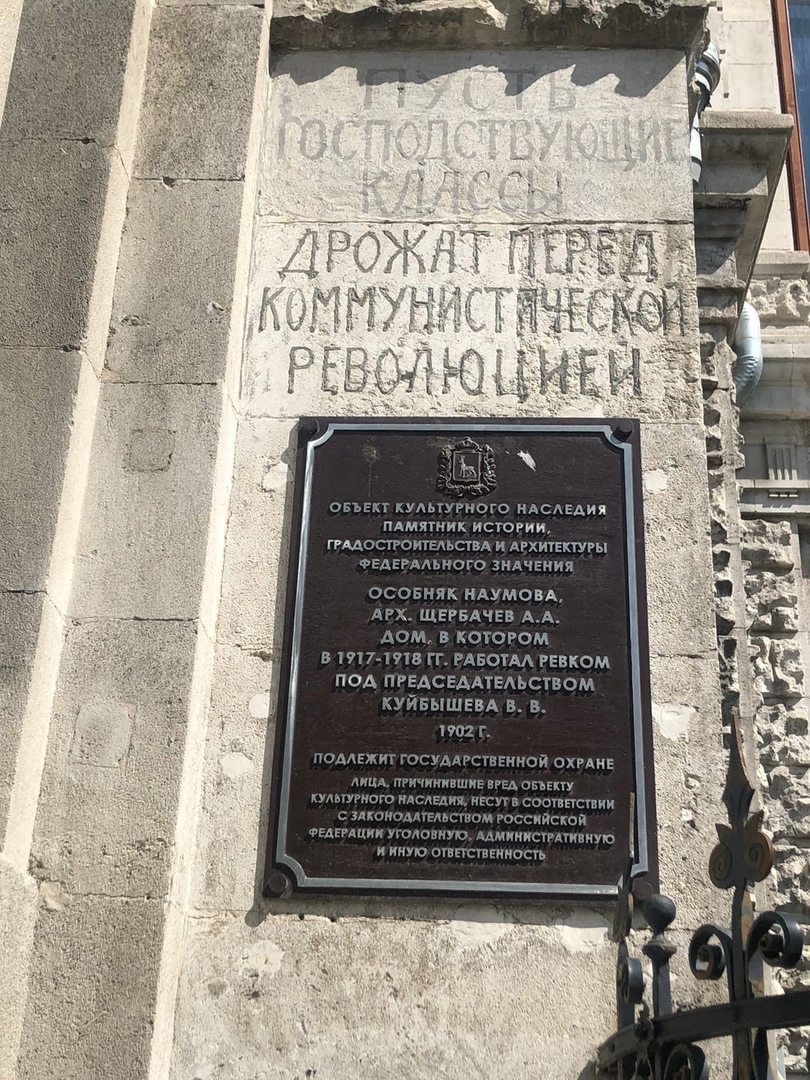 ПУСТЬ
ГОСПОДСТВУЮЩИЕ
КЛАССЫ
ДРОЖАТ ПЕРЕД
КОММУНИСТИЧЕСКОЙ
РЕВОЛЮЦИЕЙ
ОБЪЕКТ КУЛЬТУРНОГО НАСЛЕДИЯ
ПАМЯТНИК ИСТОРИИ,
ГРАДОСТРОИТЕЛЬСТВА И АРХИТЕКТУРЫ
ФЕДЕРАЛЬНОГО ЗНАЧЕНИЯ
ОСОБНЯК НАУМОВА,
АРХ. ЩЕРБАЧЕВ А.А.
ДОМ, В КОТОРОМ
В 1917-1918 ГГ. РАБОТАЛ РЕВКОМ
ПОД ПРЕДСЕДАТЕЛЬСТВОМ
КУЙБЫШЕВА В. В.
1902 Г.
ПОДЛЕЖИТ ГОСУДАРСТВЕННОЙ ОХРАНЕ
ЛИЦА, ПРИЧИНИВШИЕ ВРЕД ОБЪЕКТУ
КУЛЬТУРНОГО НАСЛЕДИЯ, НЕСУТ В СООТВЕТСТВИИ
С ЗАКОНОДАТЕЛЬСТВОМ РОССИЙСКОЙ
ФЕДЕРАЦИИ УГОЛОВНУЮ, АДМИНИСТРАТИВНУЮ
И ИНУЮ ОТВЕТСТВЕННОСТЬ